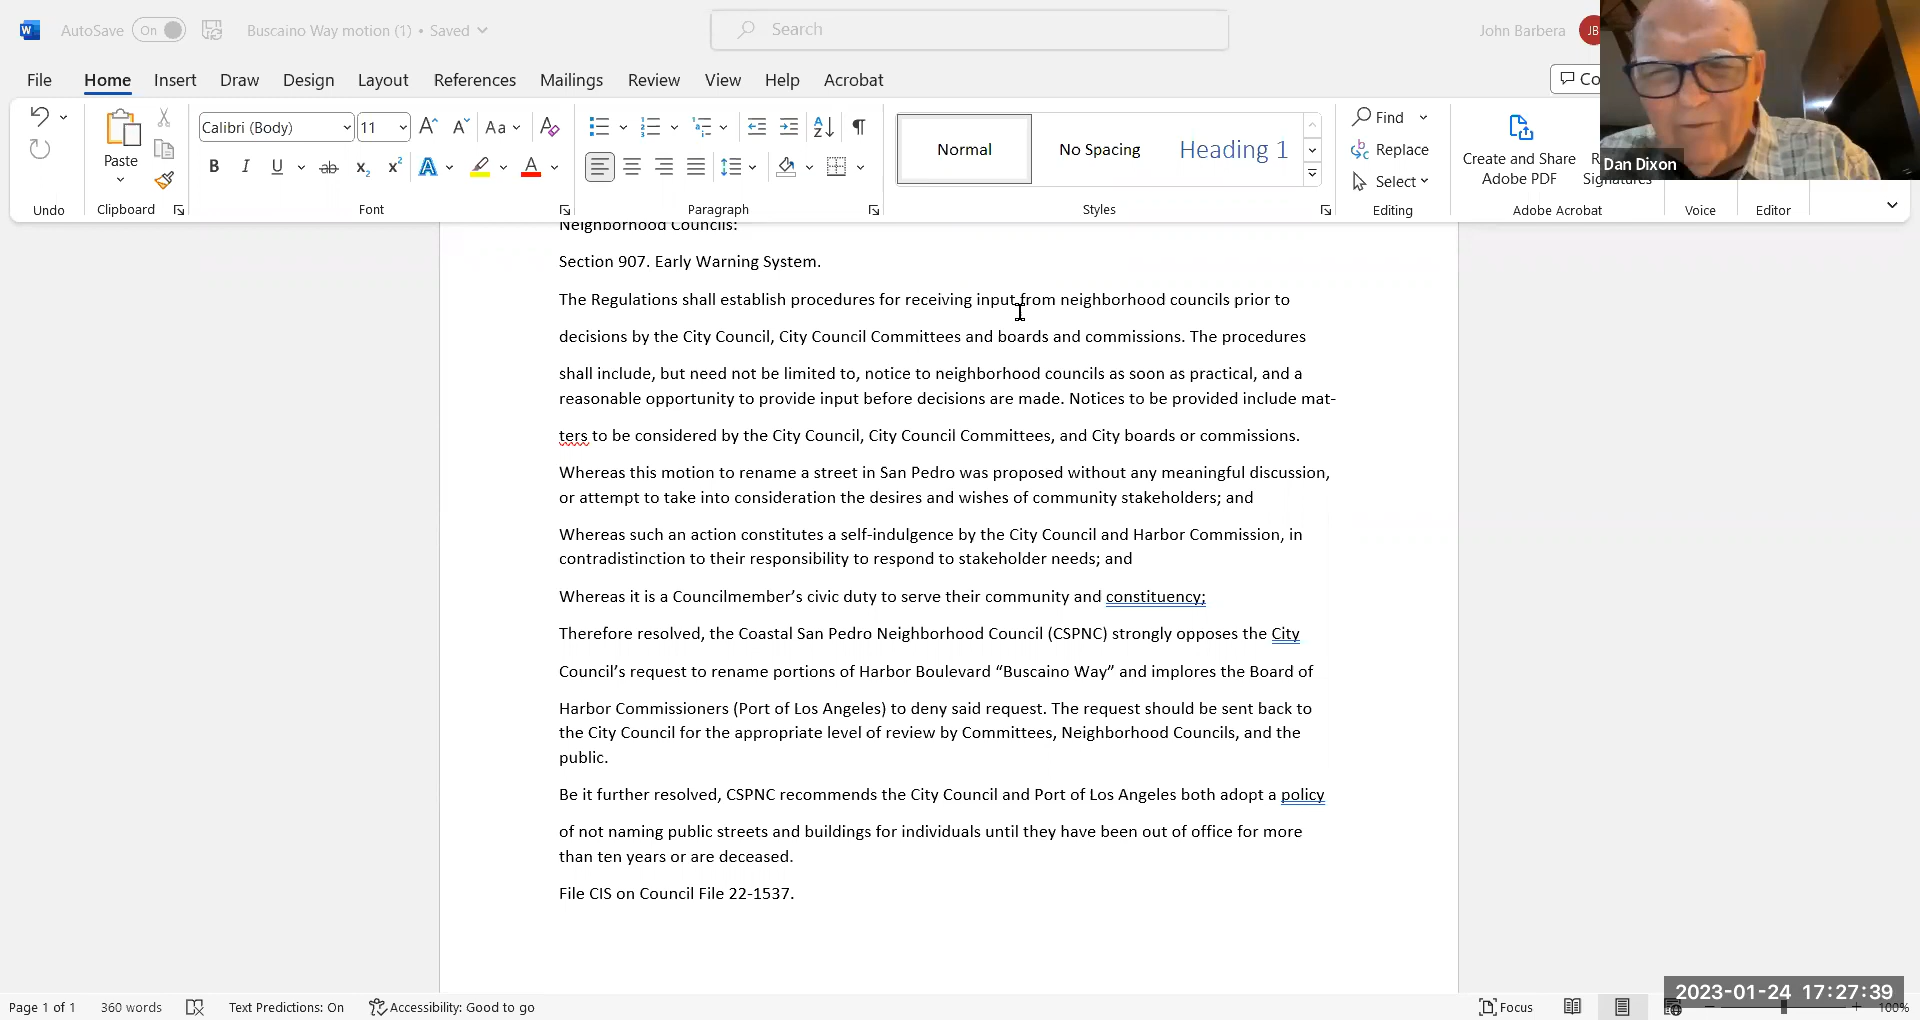 AutoSave On Buscaino Way motion (1) • Saved Search John Barbera JB
File Home Insert Draw Design Layout References Mailings Review View Help Acrobat Co
Calibri (Body) 11 Aa
Paste B I U ab x2 x2 A A
Normal No Spacing Heading 1
Find
Replace
Select
Create and Share
Adobe PDF
Signatures
Dan Dixon
Undo Clipboard Font Paragraph Styles Editing Adobe Acrobat Voice Editor
Neighborhood Councils:
Section 907. Early Warning System.
The Regulations shall establish procedures for receiving input from neighborhood councils prior to
decisions by the City Council, City Council Committees and boards and commissions. The procedures
shall include, but need not be limited to, notice to neighborhood councils as soon as practical, and a
reasonable opportunity to provide input before decisions are made. Notices to be provided include mat-
ters to be considered by the City Council, City Council Committees, and City boards or commissions.
Whereas this motion to rename a street in San Pedro was proposed without any meaningful discussion,
or attempt to take into consideration the desires and wishes of community stakeholders; and
Whereas such an action constitutes a self-indulgence by the City Council and Harbor Commission, in
contradistinction to their responsibility to respond to stakeholder needs; and
Whereas it is a Councilmember’s civic duty to serve their community and constituency;
Therefore resolved, the Coastal San Pedro Neighborhood Council (CSPNC) strongly opposes the City
Council’s request to rename portions of Harbor Boulevard “Buscaino Way” and implores the Board of
Harbor Commissioners (Port of Los Angeles) to deny said request. The request should be sent back to
the City Council for the appropriate level of review by Committees, Neighborhood Councils, and the
public.
Be it further resolved, CSPNC recommends the City Council and Port of Los Angeles both adopt a policy
of not naming public streets and buildings for individuals until they have been out of office for more
than ten years or are deceased.
File CIS on Council File 22-1537.
2023-01-24 17:27:39
Page 1 of 1 360 words Text Predictions: On Accessibility: Good to go Focus 100%